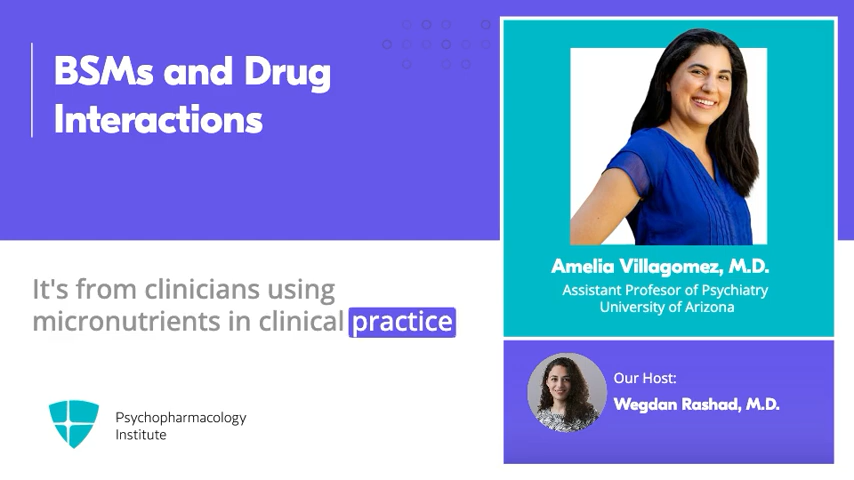 BSMs and Drug
Interactions
It's from clinicians using
micronutrients in clinical practice
Psychopharmacology
Institute
Amelia Villagomez, M.D.
Assistant Profesor of Psychiatry
University of Arizona
Our Host:
Wegdan Rashad, M.D.